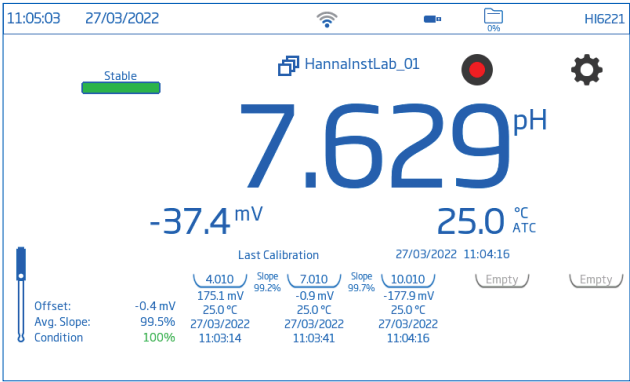 11:05:03 27/03/2022 0% HI6221
Stable HannaInstLab_01
7.629 pH
-37.4 mV 25.0 °C ATC
Last Calibration 27/03/2022 11:04:16
4.010 Slope 99.2% 7.010 Slope 99.7% 10.010 Empty Empty
175.1 mV -0.9 mV -177.9 mV
Offset: -0.4 mV 25.0 °C 25.0 °C 25.0 °C
Avg. Slope: 99.5% 27/03/2022 27/03/2022 27/03/2022
Condition 100% 11:03:14 11:03:41 11:04:16